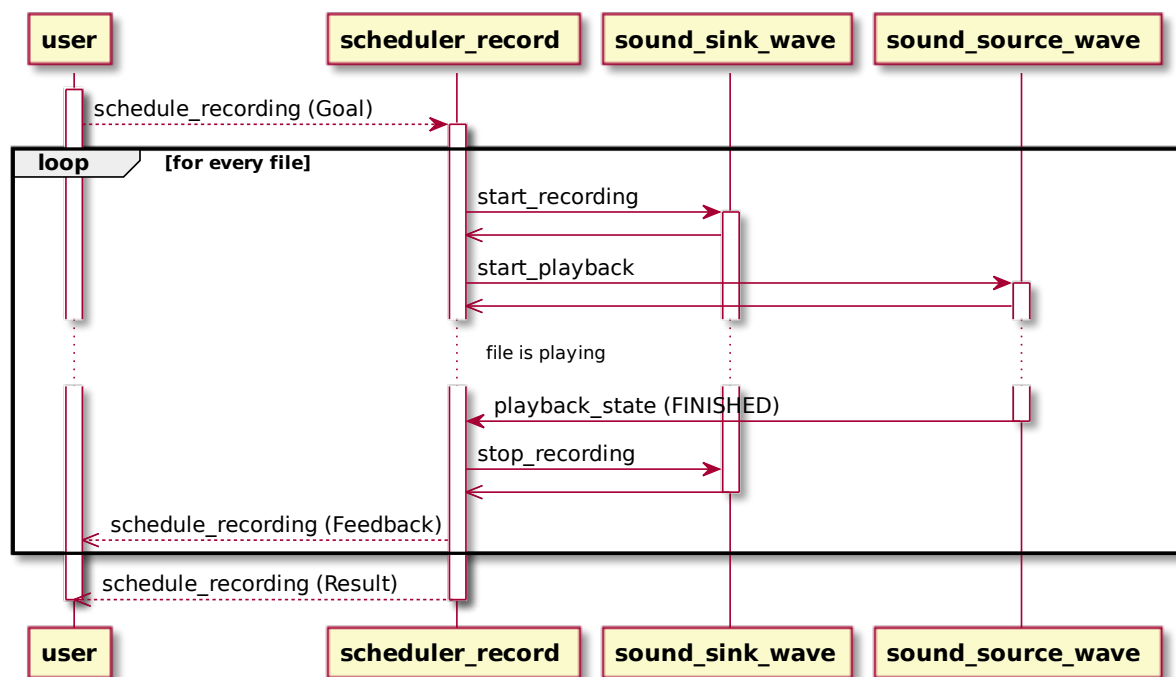 user scheduler_record sound_sink_wave sound_source_wave
schedule_recording (Goal)
loop [for every file]
start_recording
start_playback
file is playing
playback_state (FINISHED)
stop_recording
schedule_recording (Feedback)
schedule_recording (Result)
user scheduler_record sound_sink_wave sound_source_wave